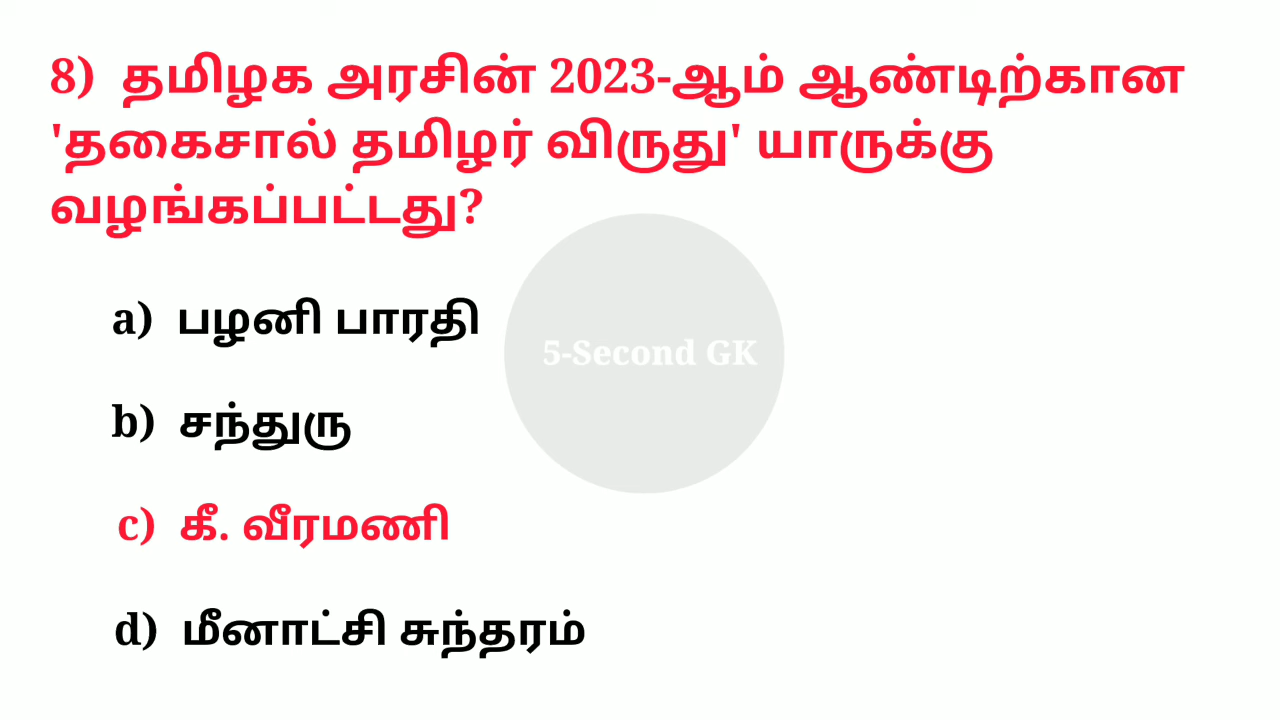 8) தமிழக அரசின் 2023-ஆம் ஆண்டிற்கான
'தகைசால் தமிழர் விருது' யாருக்கு
வழங்கப்பட்டது?
a) பழனி பாரதி
5-Second GK
b) சந்துரு
c) கீ. வீரமணி
d) மீனாட்சி சுந்தரம்